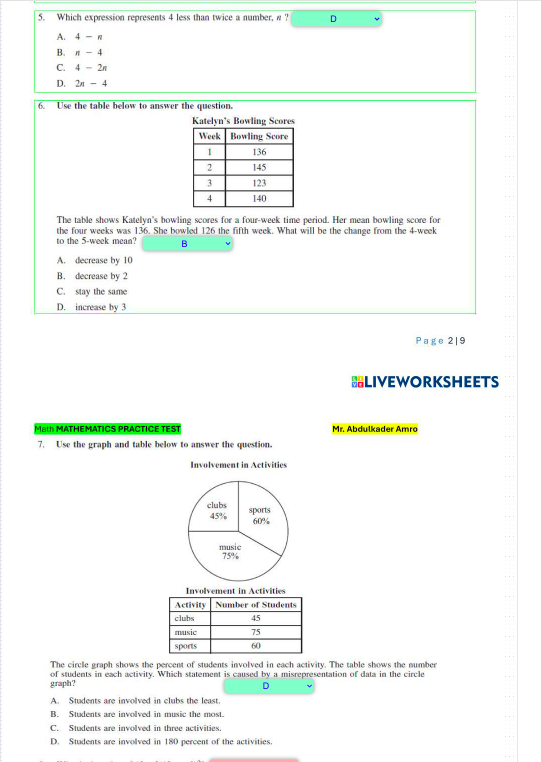 5. Which expression represents 4 less than twice a number, n ? D
A. 4 − n
B. n − 4
C. 4 − 2n
D. 2n − 4
6. Use the table below to answer the question.
Katelyn's Bowling Scores
Week Bowling Score
1 136
2 145
3 123
4 140
The table shows Katelyn's bowling scores for a four-week time period. Her mean bowling score for
the four weeks was 136. She bowled 126 the fifth week. What will be the change from the 4-week
to the 5-week mean? B
A. decrease by 10
B. decrease by 2
C. stay the same
D. increase by 3
Page 2|9
LIVE LIVEWORKSHEETS
Math MATHEMATICS PRACTICE TEST Mr. Abdulkader Amro
7. Use the graph and table below to answer the question.
Involvement in Activities
clubs
45%
sports
60%
music
75%
Involvement in Activities
Activity Number of Students
clubs 45
music 75
sports 60
The circle graph shows the percent of students involved in each activity. The table shows the number
of students in each activity. Which statement is caused by a misrepresentation of data in the circle
graph? D
A. Students are involved in clubs the least.
B. Students are involved in music the most.
C. Students are involved in three activities.
D. Students are involved in 180 percent of the activities.